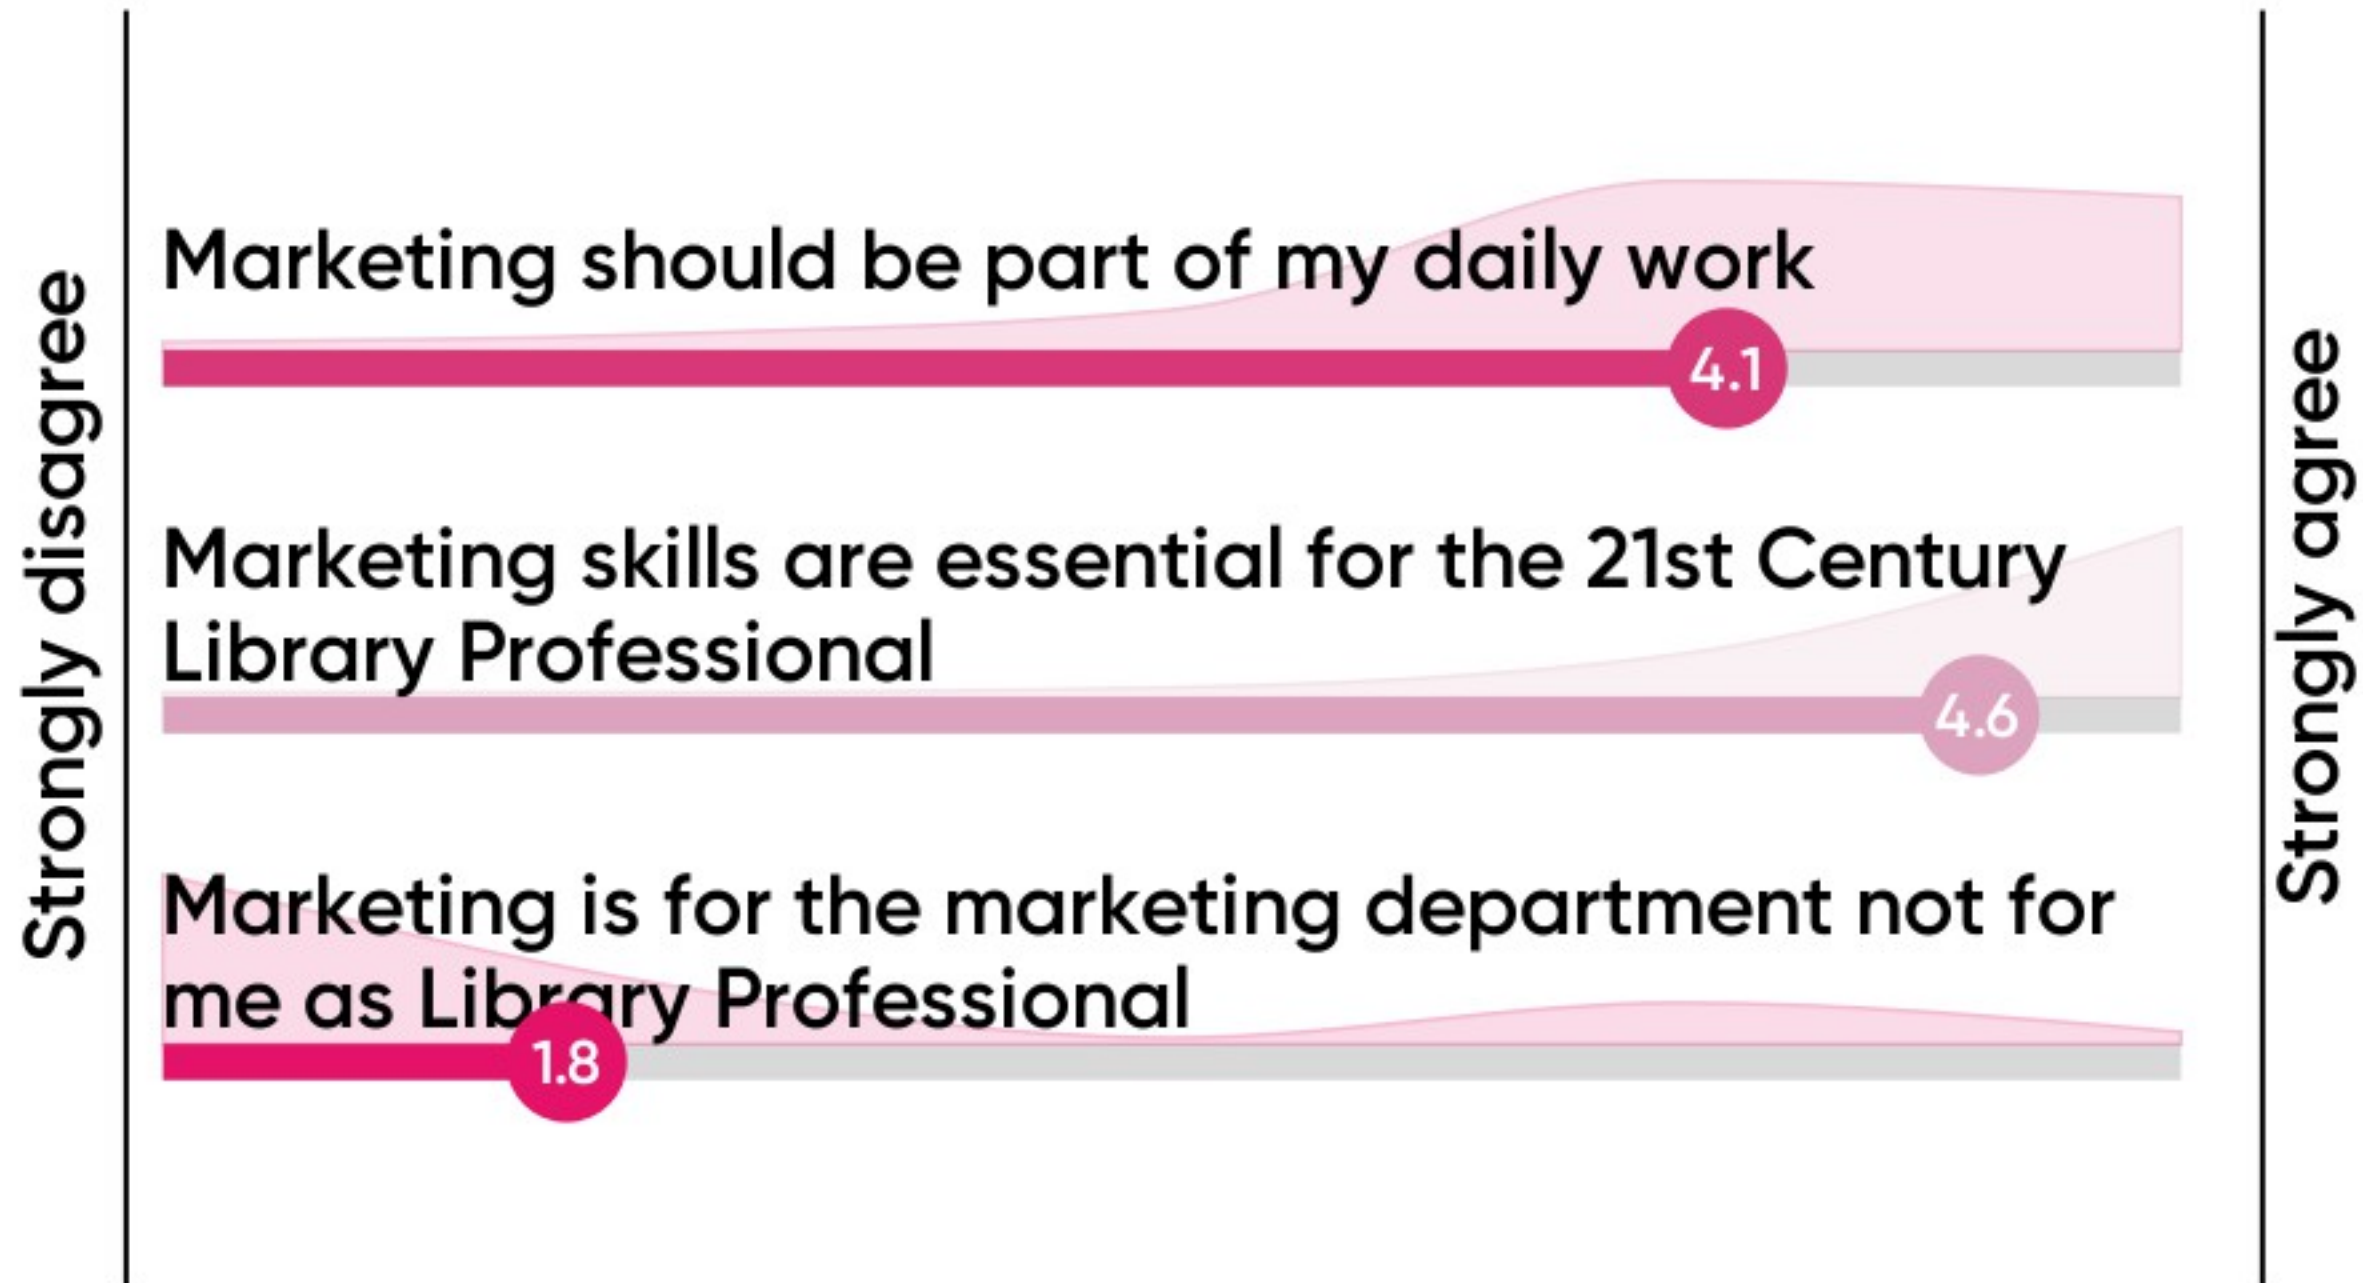 Strongly disagree
Marketing should be part of my daily work
4.1
Marketing skills are essential for the 21st Century
Library Professional
4.6
Marketing is for the marketing department not for
me as Library Professional
1.8
Strongly agree